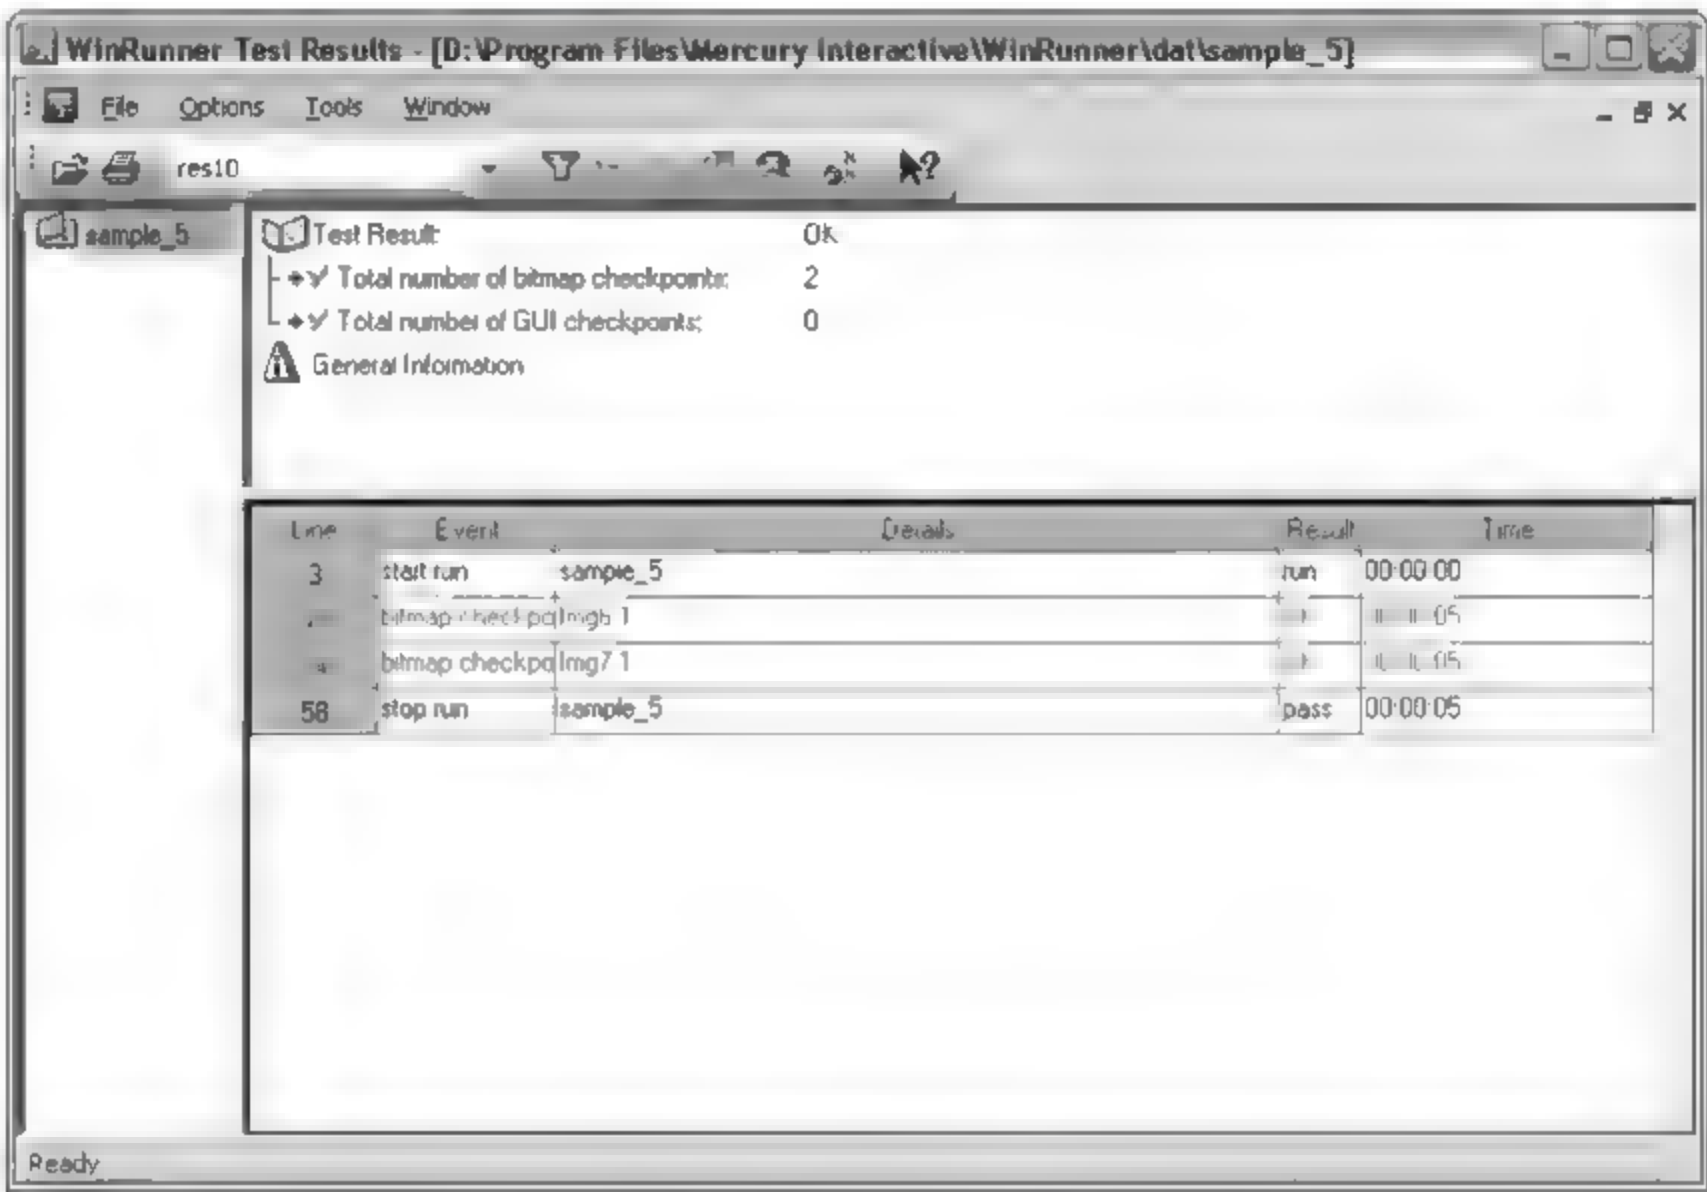 WinRunner Test Results - [D:\Program Files\Mercury Interactive\WinRunner\dat\sample_5]
File Options Tools Window
res10
sample_5
Test Result: OK
Total number of bitmap checkpoints: 2
Total number of GUI checkpoints: 0
General Information
Line Event Details Result Time
3 start run sample_5 run 00:00:00
bitmap checkpo
bitmap checkpo Img7.1
58 stop run sample_5 pass 00:00:05
Ready